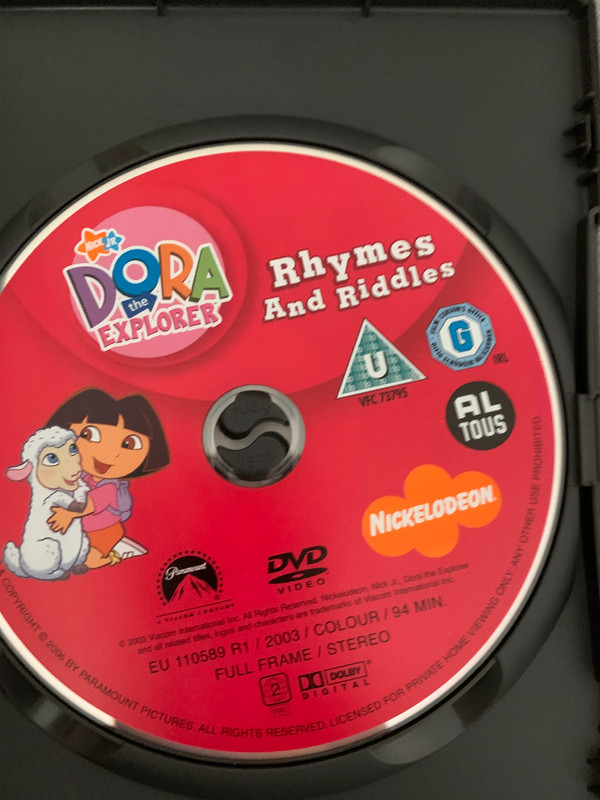 NICK JR
DORA
the
EXPLORER
Rhymes
And Riddles
U
VFC 73795
G
IRL
AL
TOUS
NICKELODEON.
Paramount
A VIACOM COMPANY
DVD
VIDEO
© 2003 Viacom International Inc. All Rights Reserved. Nickelodeon, Nick Jr., Dora the Explorer
and all related titles, logos and characters are trademarks of Viacom International Inc.
EU 110589 R1 / 2003 / COLOUR / 94 MIN.
FULL FRAME / STEREO
2
PAL
DOLBY
DIGITAL
COPYRIGHT © 2006 BY PARAMOUNT PICTURES. ALL RIGHTS RESERVED. LICENSED FOR PRIVATE HOME VIEWING ONLY. ANY OTHER USE PROHIBITED.